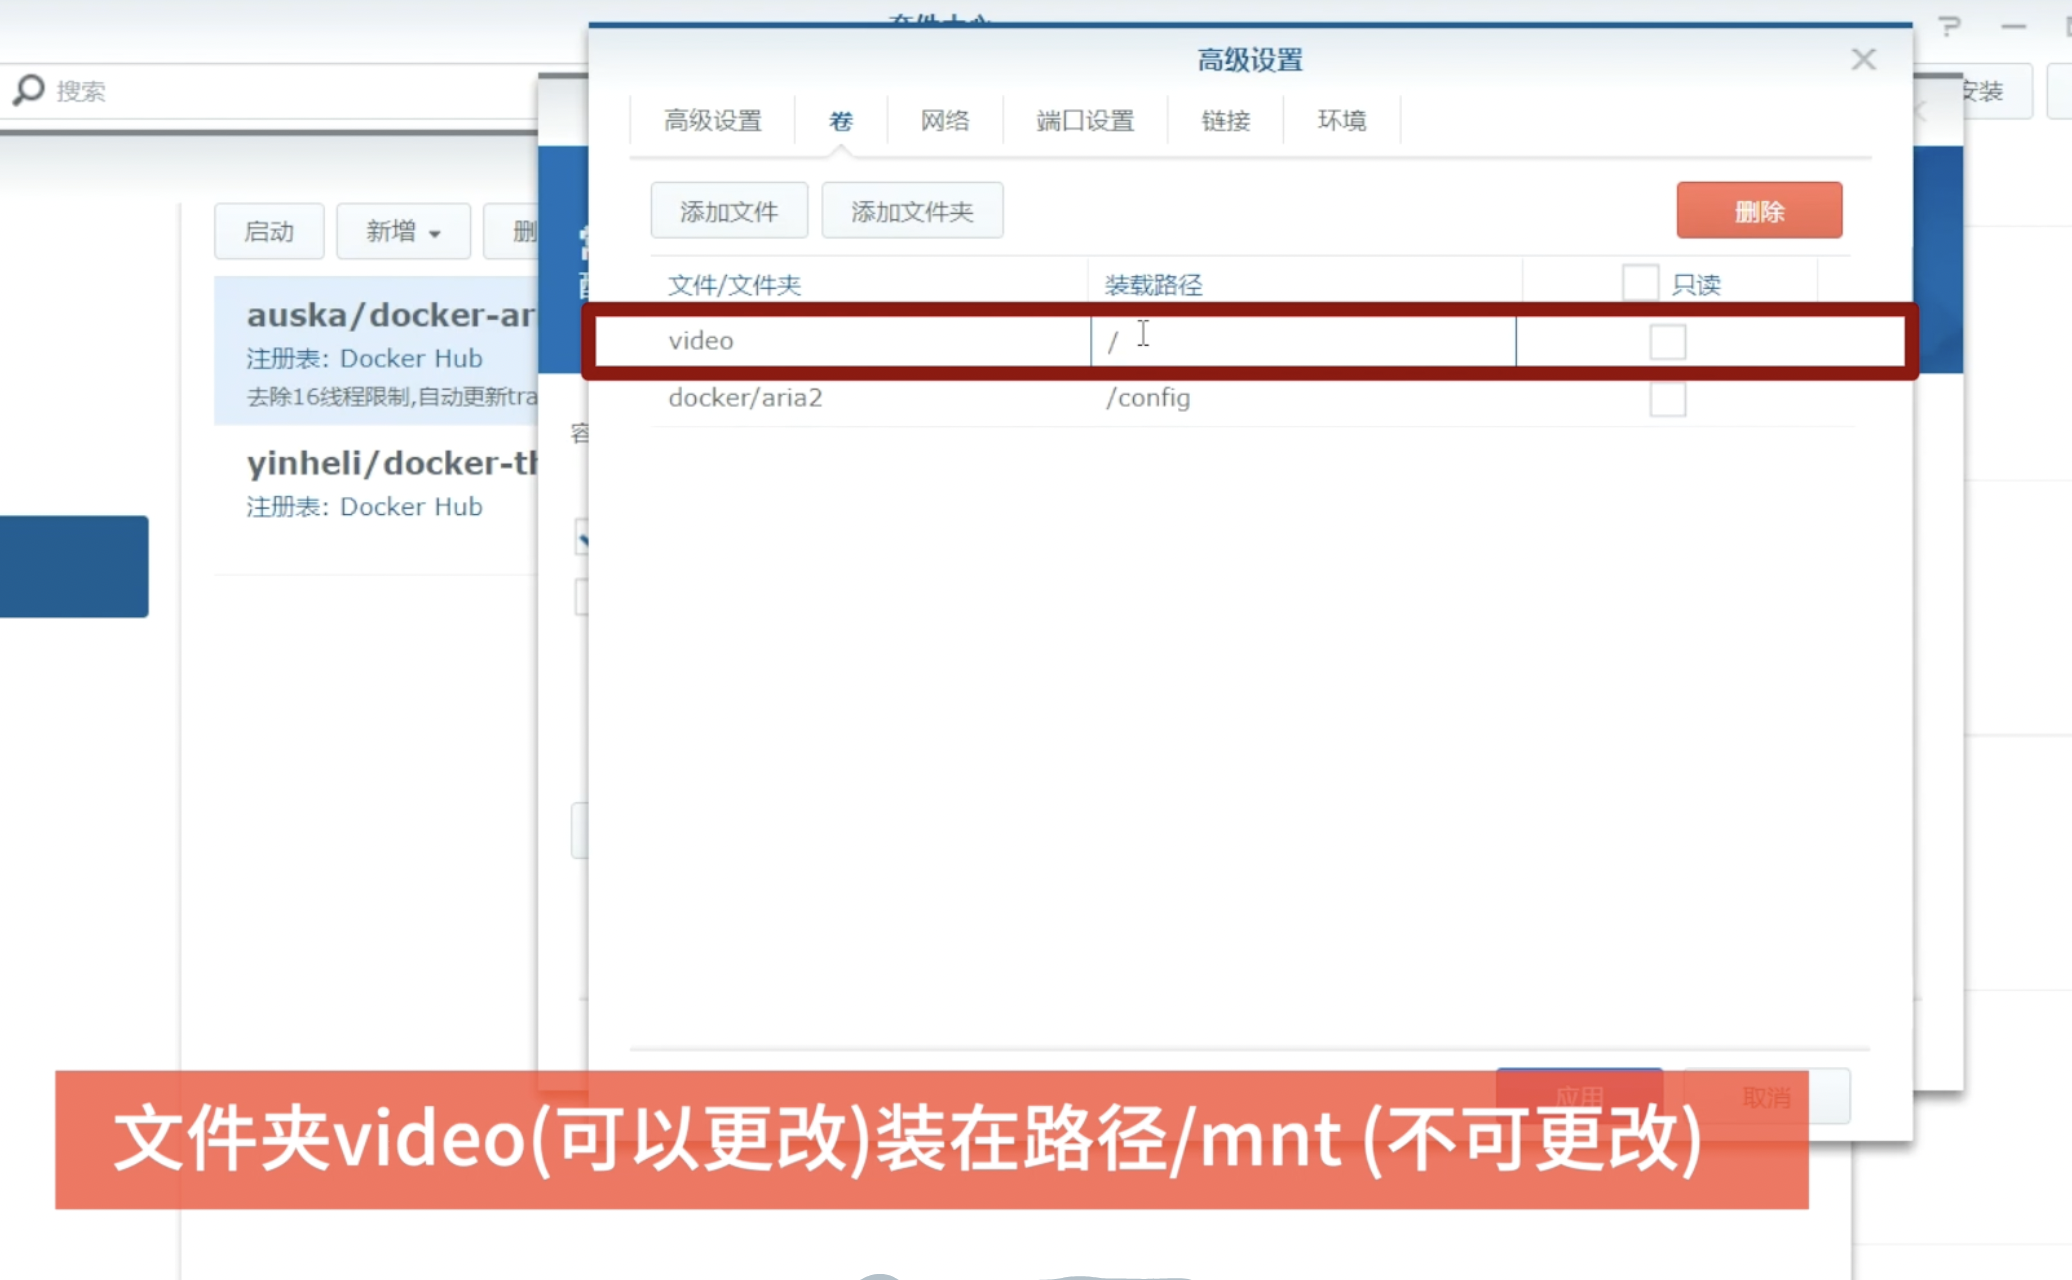 高级设置
搜索
安装
高级设置 卷 网络 端口设置 链接 环境
添加文件 添加文件夹 删除
启动 新增 删
文件/文件夹 装载路径 只读
video /
docker/aria2 /config
auska/docker-ar
注册表: Docker Hub
去除16线程限制,自动更新tra
容
yinheli/docker-th
注册表: Docker Hub
应用 取消
文件夹video(可以更改)装在路径/mnt (不可更改)